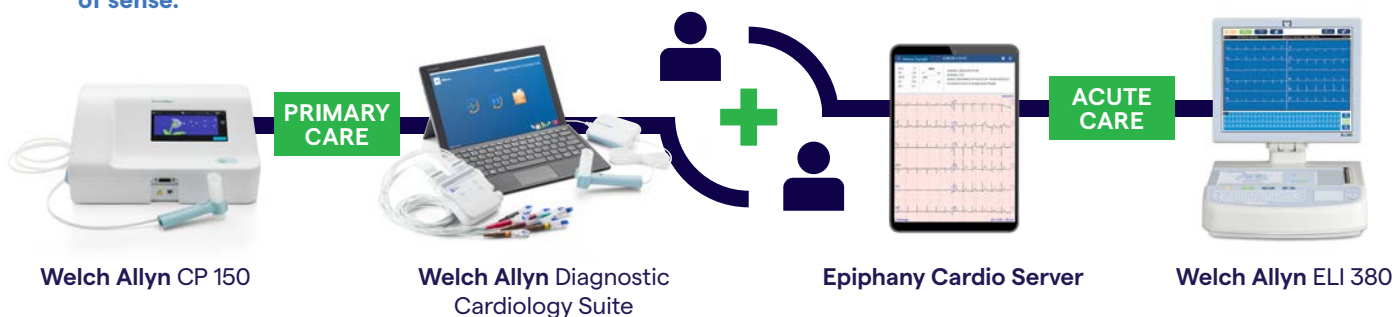 of sense.
PRIMARY
CARE
ACUTE
CARE
Welch Allyn CP 150
Welch Allyn Diagnostic
Cardiology Suite
Epiphany Cardio Server
Welch Allyn ELI 380